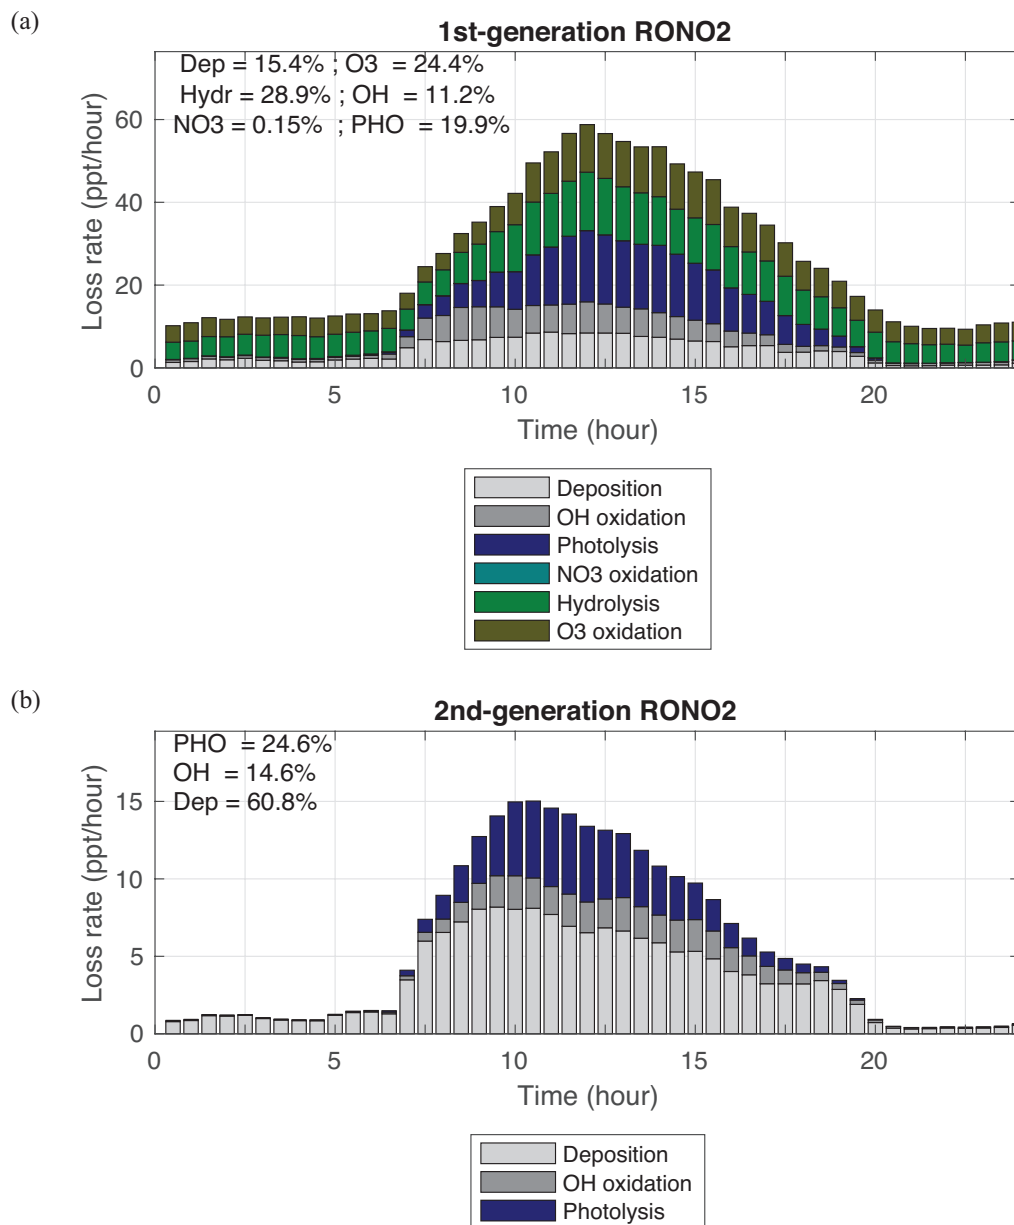 (a)
1st-generation RONO2
Dep = 15.4% ; O3 = 24.4%
Hydr = 28.9% ; OH = 11.2%
NO3 = 0.15% ; PHO = 19.9%
60
40
20
0
Loss rate (ppt/hour)
0 5 10 15 20
Time (hour)
Deposition
OH oxidation
Photolysis
NO3 oxidation
Hydrolysis
O3 oxidation
(b)
2nd-generation RONO2
PHO = 24.6%
OH = 14.6%
Dep = 60.8%
15
10
5
0
Loss rate (ppt/hour)
0 5 10 15 20
Time (hour)
Deposition
OH oxidation
Photolysis